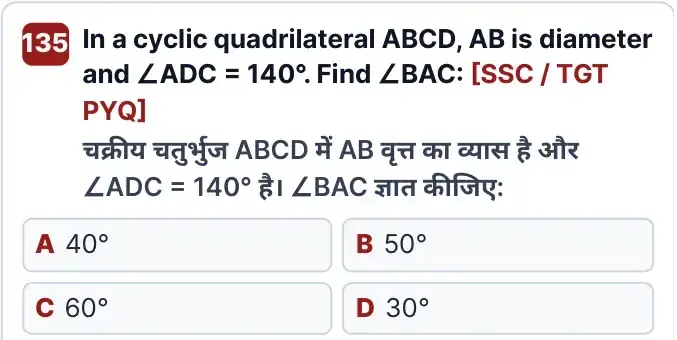 135 In a cyclic quadrilateral ABCD, AB is diameter
and ∠ADC = 140°. Find ∠BAC: [SSC / TGT
PYQ]
चक्रीय चतुर्भुज ABCD में AB वृत्त का व्यास है और
∠ADC = 140° है। ∠BAC ज्ञात कीजिए:
A 40° B 50°
C 60° D 30°